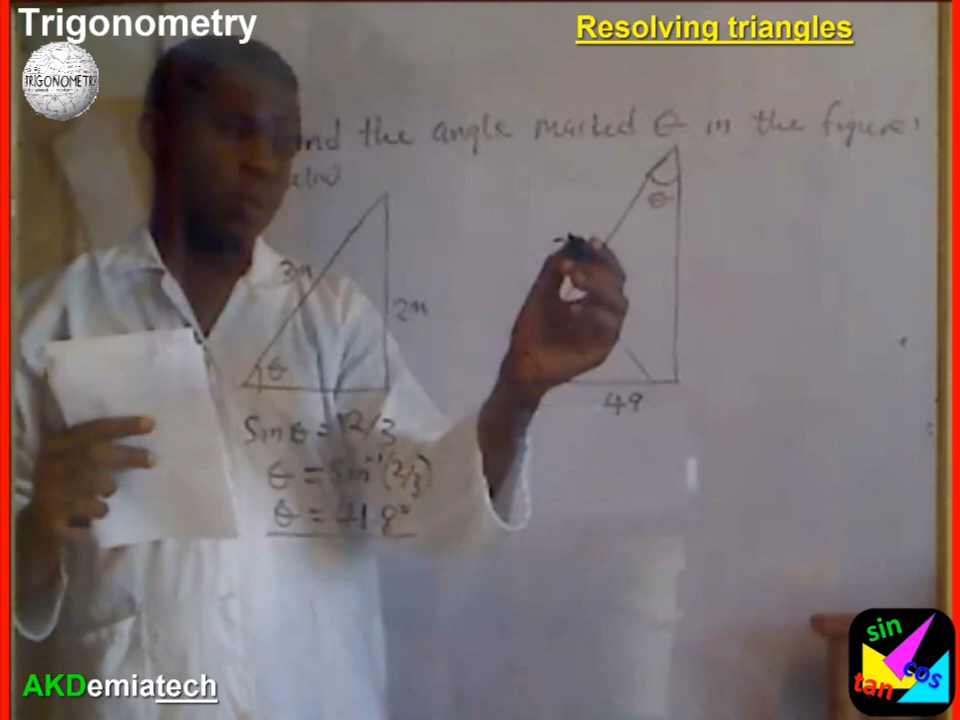 Trigonometry
Resolving triangles
TRIGONOMETR
nd the angle marked θ in the figure
3m
2m
θ
θ
49
Sin θ = 2/3
θ = Sin⁻¹(2/3)
θ = 41.8°
AKDemiatech
sin
cos
tan